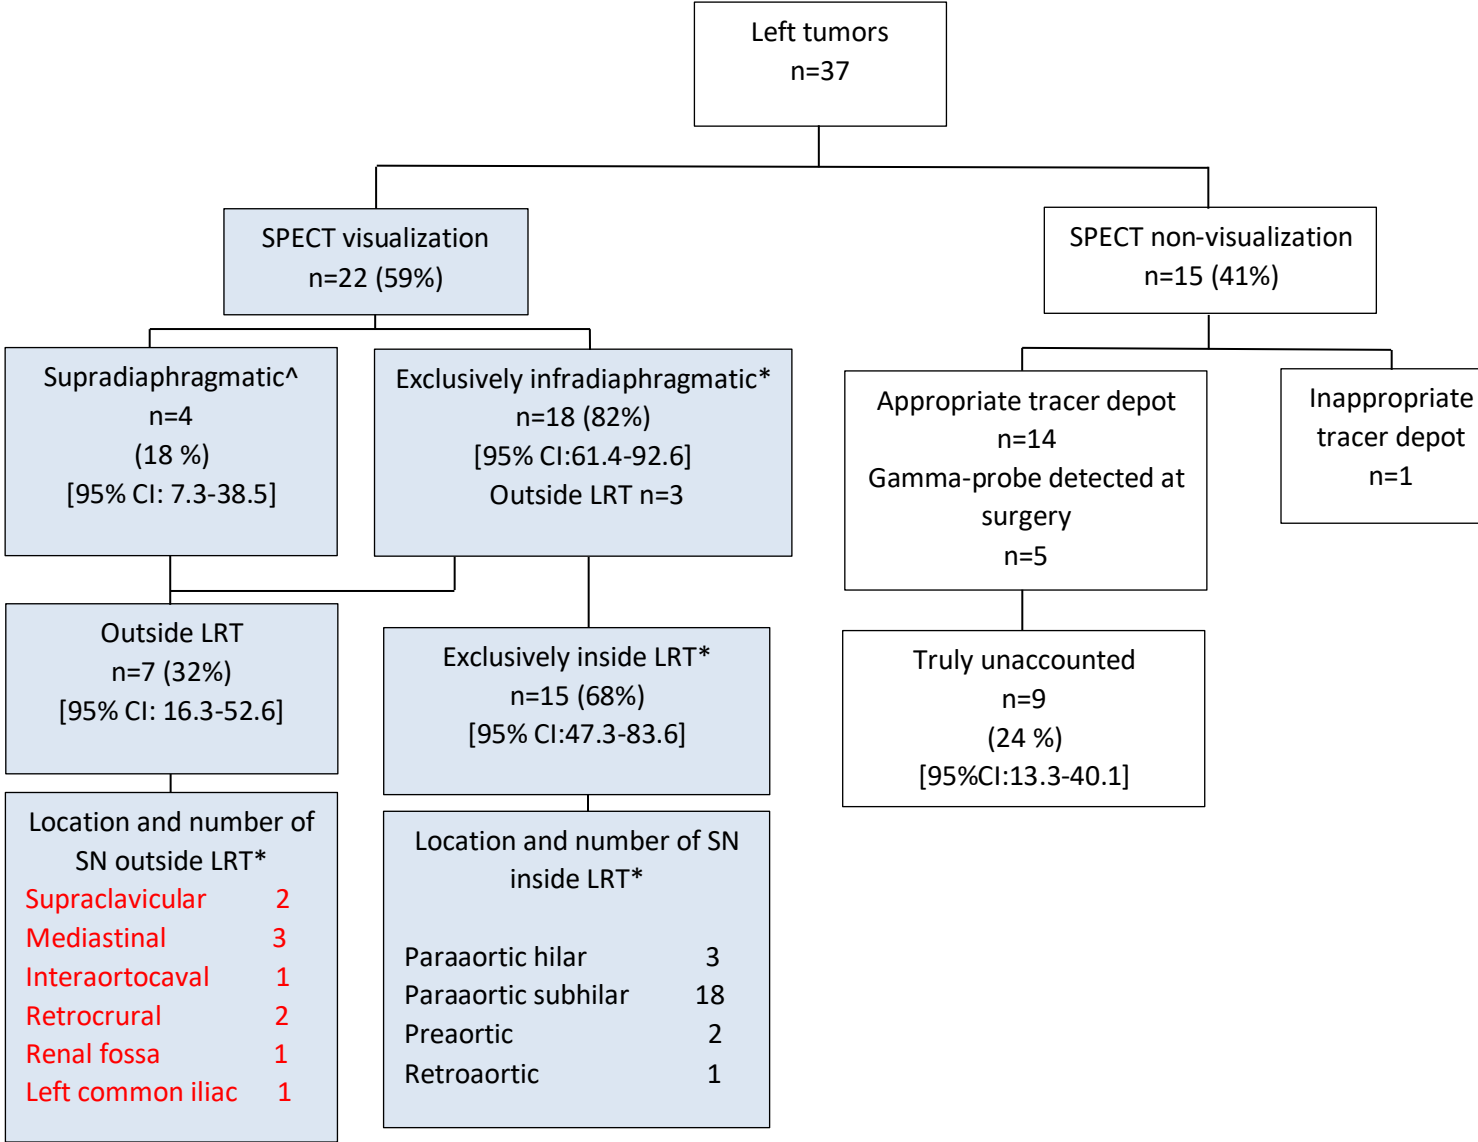 Left tumors
n=37
SPECT visualization
n=22 (59%)
SPECT non-visualization
n=15 (41%)
Supradiaphragmatic^
n=4
(18 %)
[95% CI: 7.3-38.5]
Exclusively infradiaphragmatic*
n=18 (82%)
[95% CI:61.4-92.6]
Outside LRT n=3
Appropriate tracer depot
n=14
Gamma-probe detected at
surgery
n=5
Inappropriate
tracer depot
n=1
Outside LRT
n=7 (32%)
[95% CI: 16.3-52.6]
Exclusively inside LRT*
n=15 (68%)
[95% CI:47.3-83.6]
Truly unaccounted
n=9
(24 %)
[95%CI:13.3-40.1]
Location and number of
SN outside LRT*
Supraclavicular 2
Mediastinal 3
Interaortocaval 1
Retrocrural 2
Renal fossa 1
Left common iliac 1
Location and number of SN
inside LRT*
Paraaortic hilar 3
Paraaortic subhilar 18
Preaortic 2
Retroaortic 1